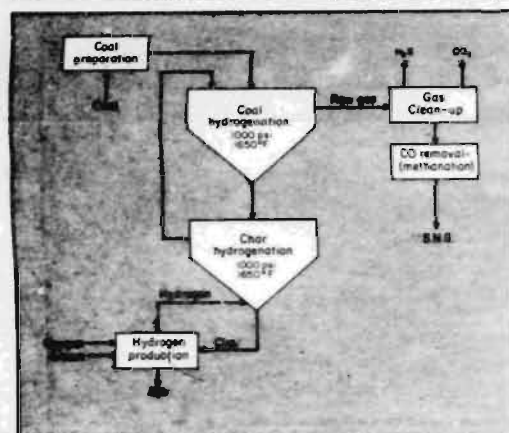 Coal
preparation
Coal
H₂S
CO₂
Raw gas
Gas
Clean-up
Coal
hydrogenation
1000 psi
1650°F
CO removal-
(methanation)
S.N.G.
Char
hydrogenation
1000 psi
1650°F
Hydrogen
Char
Hydrogen
production